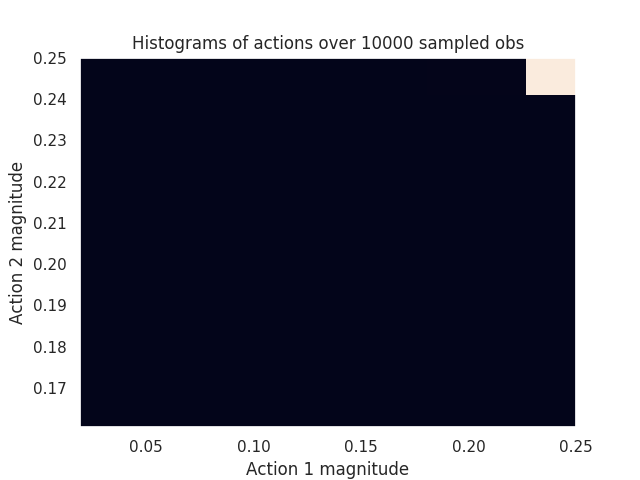 Histograms of actions over 10000 sampled obs
0.25
0.24
0.23
0.22
0.21
0.20
0.19
0.18
0.17
Action 2 magnitude
0.05 0.10 0.15 0.20 0.25
Action 1 magnitude